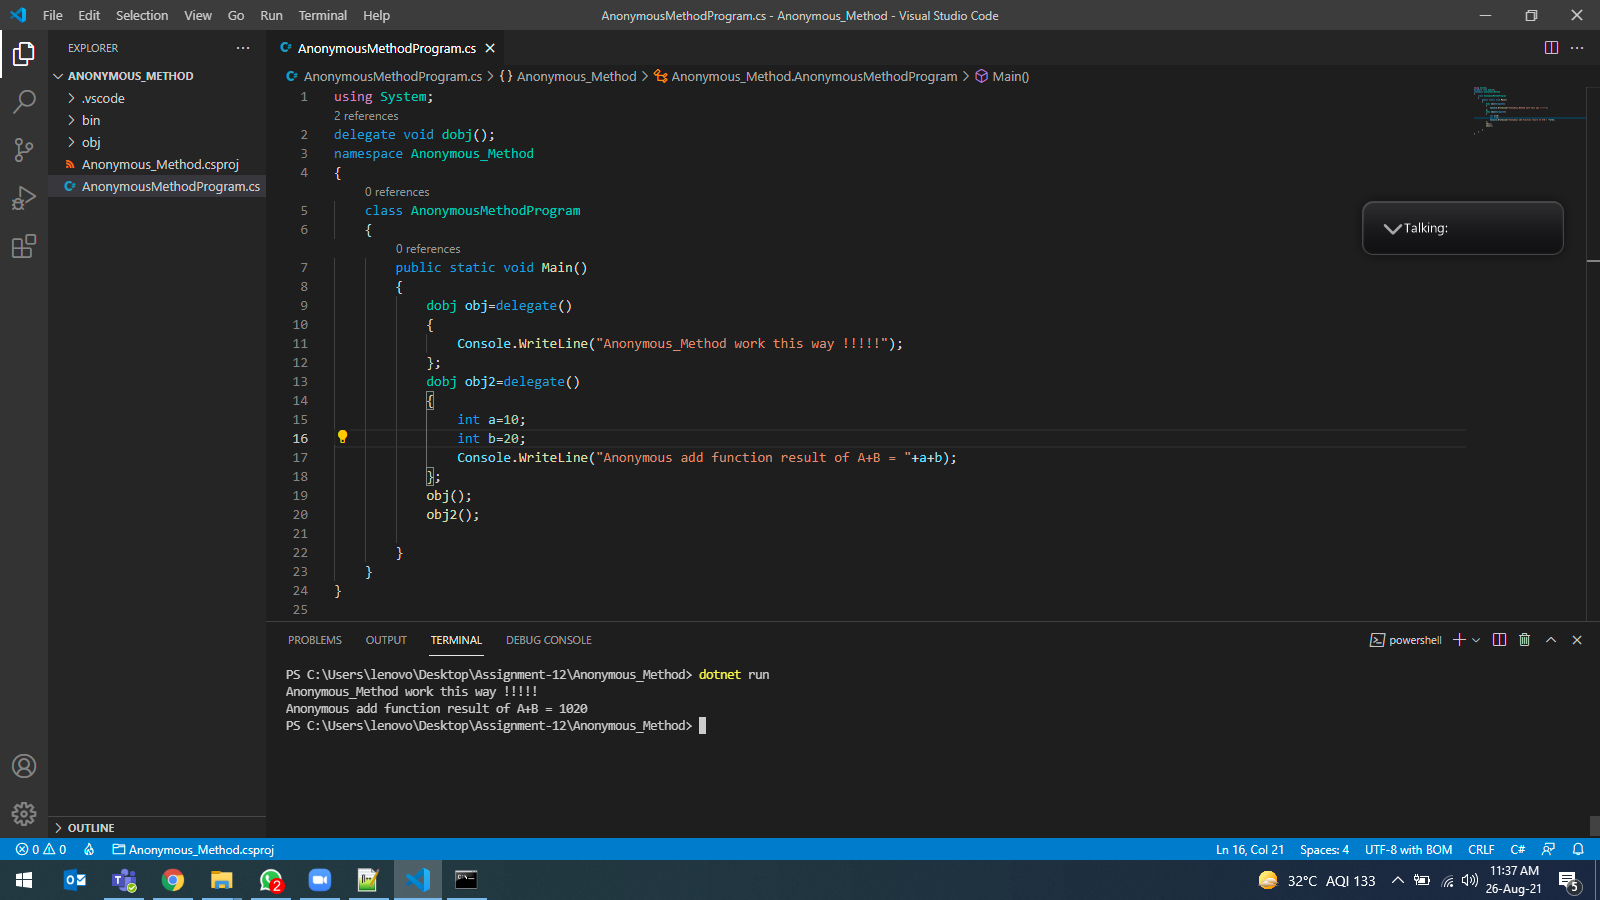 File Edit Selection View Go Run Terminal Help
AnonymousMethodProgram.cs - Anonymous_Method - Visual Studio Code
EXPLORER
ANONYMOUS_METHOD
.vscode
bin
obj
Anonymous_Method.csproj
AnonymousMethodProgram.cs
OUTLINE
AnonymousMethodProgram.cs
AnonymousMethodProgram.cs > {} Anonymous_Method > Anonymous_Method.AnonymousMethodProgram > Main()
1 using System;
2 references
2 delegate void dobj();
3 namespace Anonymous_Method
4 {
0 references
5 class AnonymousMethodProgram
6 {
0 references
7 public static void Main()
8 {
9 dobj obj=delegate()
10 {
11 Console.WriteLine("Anonymous_Method work this way !!!!!");
12 };
13 dobj obj2=delegate()
14 {
15 int a=10;
16 int b=20;
17 Console.WriteLine("Anonymous add function result of A+B = "+a+b);
18 };
19 obj();
20 obj2();
21
22 }
23 }
24 }
25
Talking:
PROBLEMS OUTPUT TERMINAL DEBUG CONSOLE
powershell
PS C:\Users\lenovo\Desktop\Assignment-12\Anonymous_Method> dotnet run
Anonymous_Method work this way !!!!!
Anonymous add function result of A+B = 1020
PS C:\Users\lenovo\Desktop\Assignment-12\Anonymous_Method>
0 0 Anonymous_Method.csproj
Ln 16, Col 21 Spaces: 4 UTF-8 with BOM CRLF C#
2
32°C AQI 133
11:37 AM
26-Aug-21
5